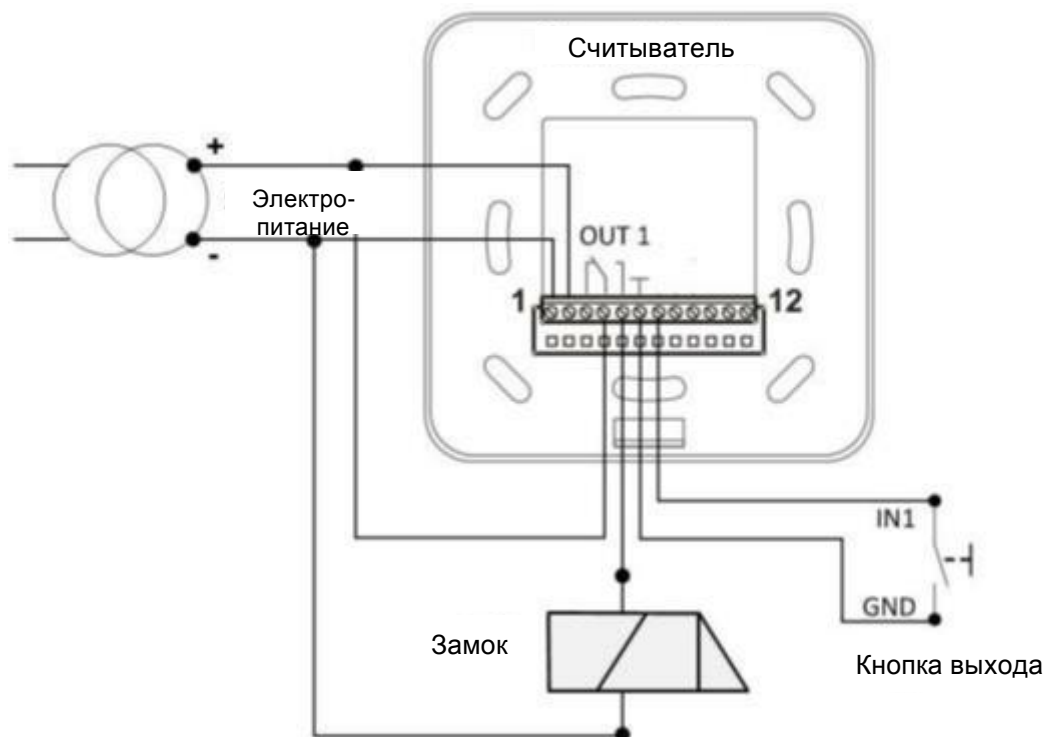 Считыватель
+
Электро-
питание
-
OUT 1
1
12
IN1
GND
Замок
Кнопка выхода